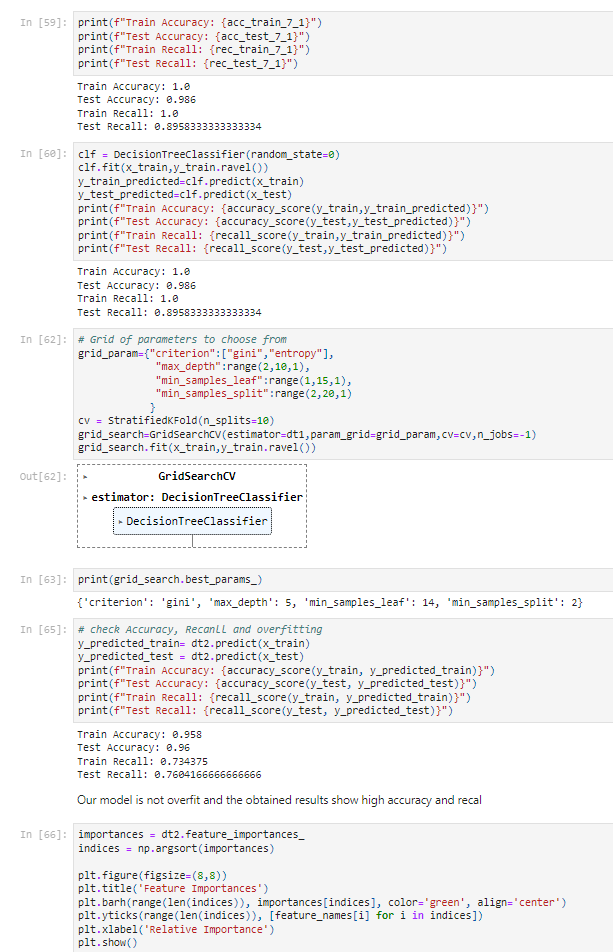 In [59]: print(f"Train Accuracy: {acc_train_7_1}")
print(f"Test Accuracy: {acc_test_7_1}")
print(f"Train Recall: {rec_train_7_1}")
print(f"Test Recall: {rec_test_7_1}")
Train Accuracy: 1.0
Test Accuracy: 0.986
Train Recall: 1.0
Test Recall: 0.8958333333333334
In [60]: clf = DecisionTreeClassifier(random_state=0)
clf.fit(x_train,y_train.ravel())
y_train_predicted=clf.predict(x_train)
y_test_predicted=clf.predict(x_test)
print(f"Train Accuracy: {accuracy_score(y_train,y_train_predicted)}")
print(f"Test Accuracy: {accuracy_score(y_test,y_test_predicted)}")
print(f"Train Recall: {recall_score(y_train,y_train_predicted)}")
print(f"Test Recall: {recall_score(y_test,y_test_predicted)}")
Train Accuracy: 1.0
Test Accuracy: 0.986
Train Recall: 1.0
Test Recall: 0.8958333333333334
In [62]: # Grid of parameters to choose from
grid_param={"criterion":["gini","entropy"],
"max_depth":range(2,10,1),
"min_samples_leaf":range(1,15,1),
"min_samples_split":range(2,20,1)
}
cv = StratifiedKFold(n_splits=10)
grid_search=GridSearchCV(estimator=dt1,param_grid=grid_param,cv=cv,n_jobs=-1)
grid_search.fit(x_train,y_train.ravel())
Out[62]: ▸ GridSearchCV
▸ estimator: DecisionTreeClassifier
▸ DecisionTreeClassifier
In [63]: print(grid_search.best_params_)
{'criterion': 'gini', 'max_depth': 5, 'min_samples_leaf': 14, 'min_samples_split': 2}
In [65]: # check Accuracy, Recanll and overfitting
y_predicted_train= dt2.predict(x_train)
y_predicted_test = dt2.predict(x_test)
print(f"Train Accuracy: {accuracy_score(y_train, y_predicted_train)}")
print(f"Test Accuracy: {accuracy_score(y_test, y_predicted_test)}")
print(f"Train Recall: {recall_score(y_train, y_predicted_train)}")
print(f"Test Recall: {recall_score(y_test, y_predicted_test)}")
Train Accuracy: 0.958
Test Accuracy: 0.96
Train Recall: 0.734375
Test Recall: 0.7604166666666666
Our model is not overfit and the obtained results show high accuracy and recal
In [66]: importances = dt2.feature_importances_
indices = np.argsort(importances)
plt.figure(figsize=(8,8))
plt.title('Feature Importances')
plt.barh(range(len(indices)), importances[indices], color='green', align='center')
plt.yticks(range(len(indices)), [feature_names[i] for i in indices])
plt.xlabel('Relative Importance')
plt.show()